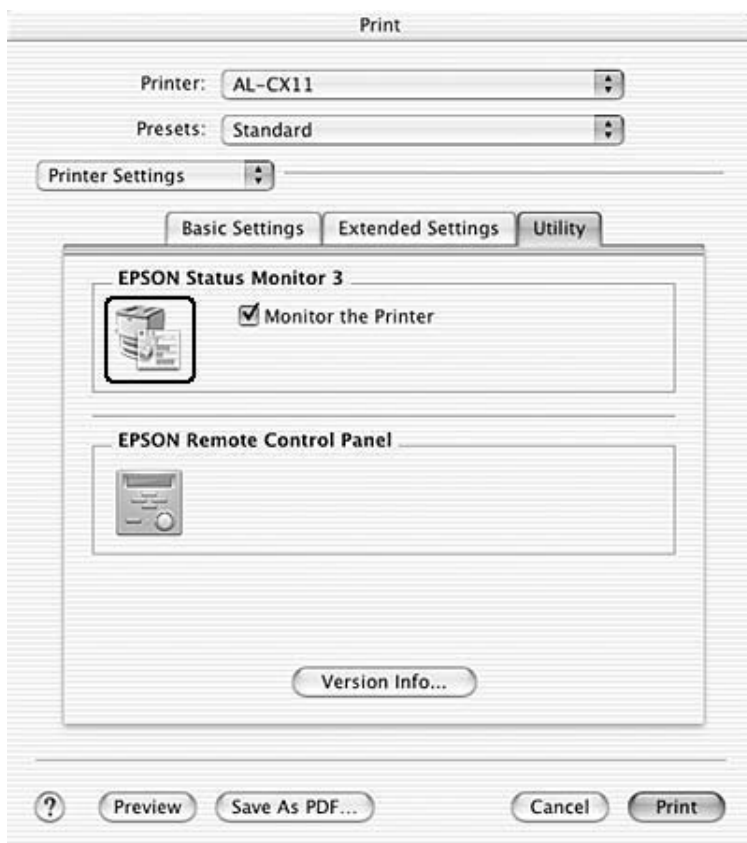 Print
Printer: AL-CX11
Presets: Standard
Printer Settings
Basic Settings Extended Settings Utility
EPSON Status Monitor 3
Monitor the Printer
EPSON Remote Control Panel
Version Info...
? Preview Save As PDF... Cancel Print